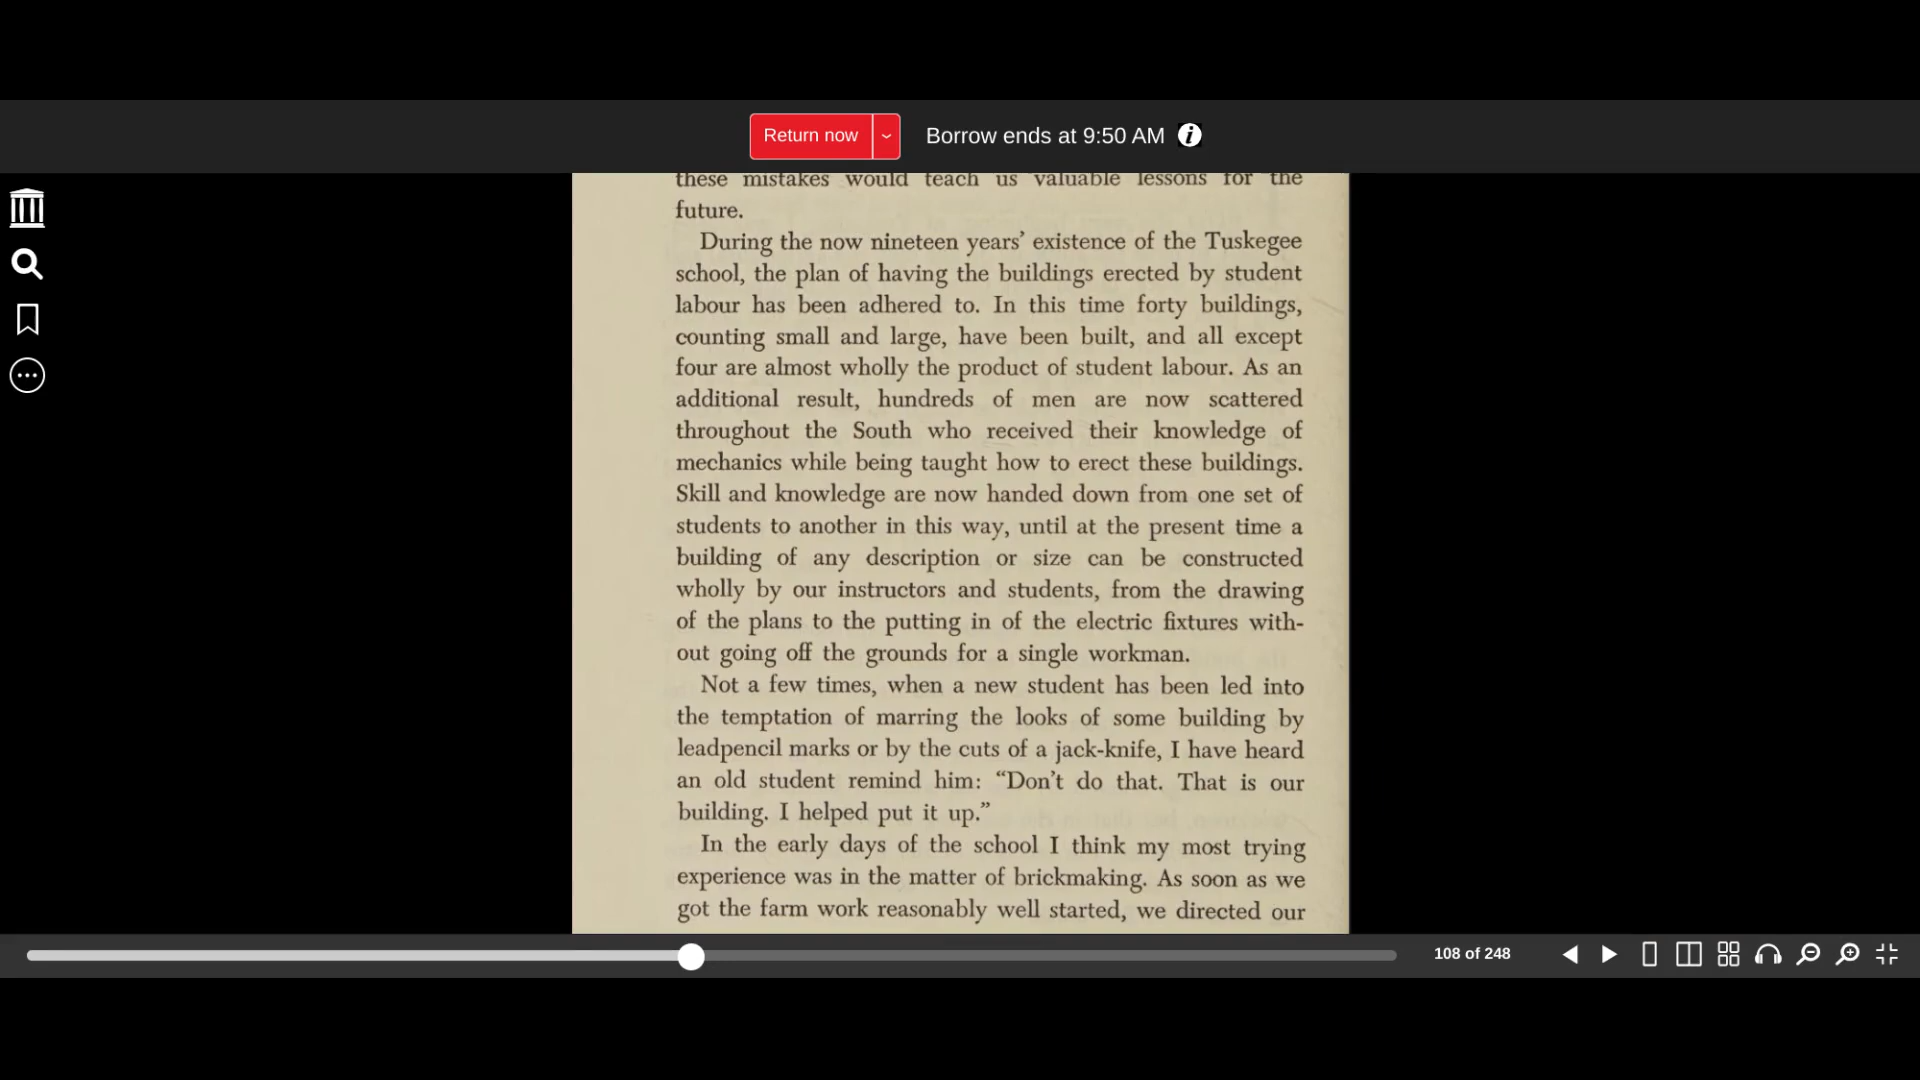 Return now
Borrow ends at 9:50 AM
these mistakes would teach us valuable lessons for the
future.
During the now nineteen years’ existence of the Tuskegee
school, the plan of having the buildings erected by student
labour has been adhered to. In this time forty buildings,
counting small and large, have been built, and all except
four are almost wholly the product of student labour. As an
additional result, hundreds of men are now scattered
throughout the South who received their knowledge of
mechanics while being taught how to erect these buildings.
Skill and knowledge are now handed down from one set of
students to another in this way, until at the present time a
building of any description or size can be constructed
wholly by our instructors and students, from the drawing
of the plans to the putting in of the electric fixtures with-
out going off the grounds for a single workman.
Not a few times, when a new student has been led into
the temptation of marring the looks of some building by
leadpencil marks or by the cuts of a jack-knife, I have heard
an old student remind him: “Don’t do that. That is our
building. I helped put it up.”
In the early days of the school I think my most trying
experience was in the matter of brickmaking. As soon as we
got the farm work reasonably well started, we directed our
108 of 248